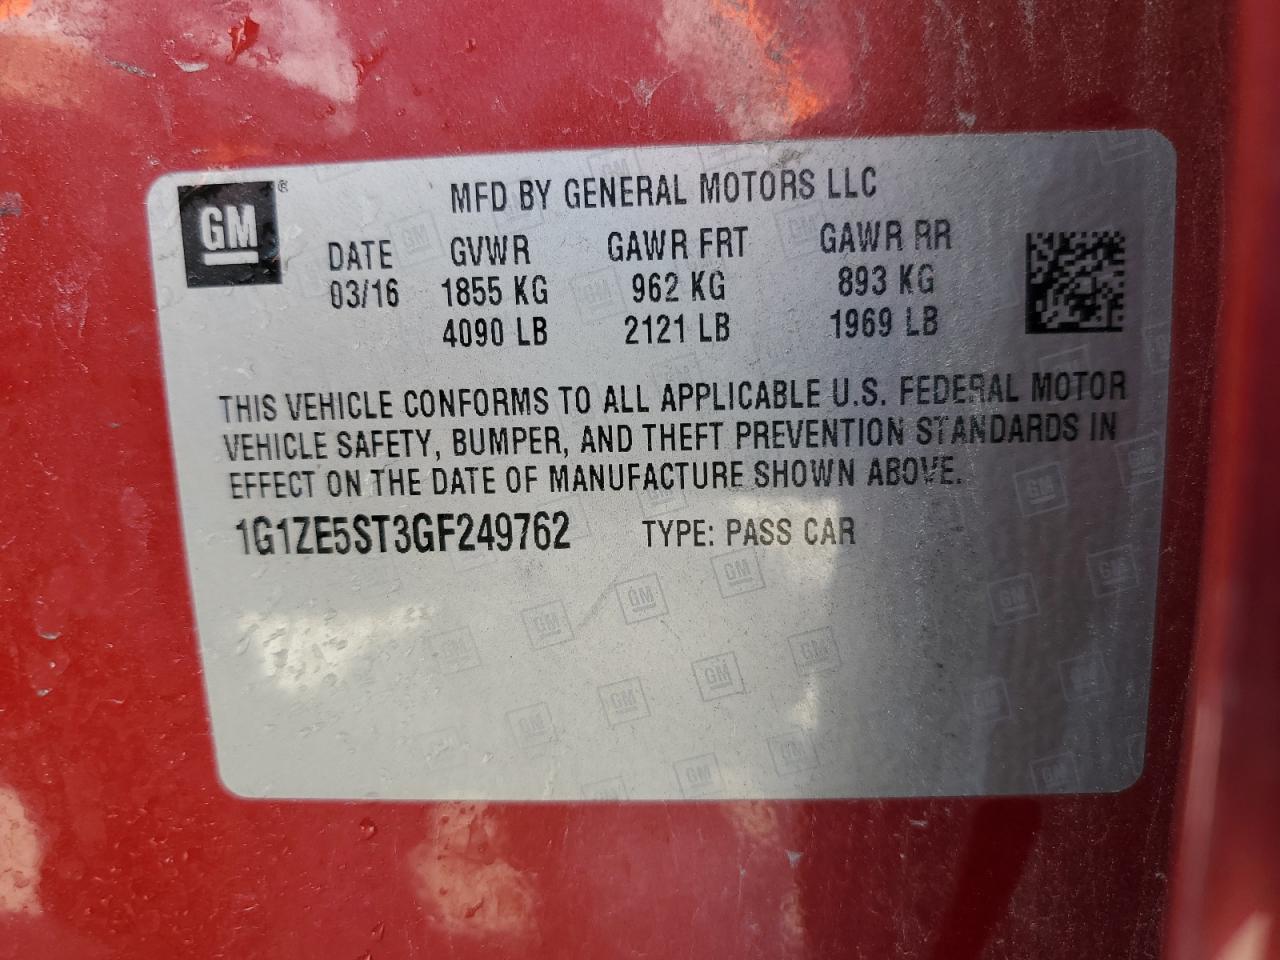 GM®
MFD BY GENERAL MOTORS LLC
DATE GVWR GAWR FRT GAWR RR
03/16 1855 KG 962 KG 893 KG
4090 LB 2121 LB 1969 LB
THIS VEHICLE CONFORMS TO ALL APPLICABLE U.S. FEDERAL MOTOR
VEHICLE SAFETY, BUMPER, AND THEFT PREVENTION STANDARDS IN
EFFECT ON THE DATE OF MANUFACTURE SHOWN ABOVE.
1G1ZE5ST3GF249762 TYPE: PASS CAR